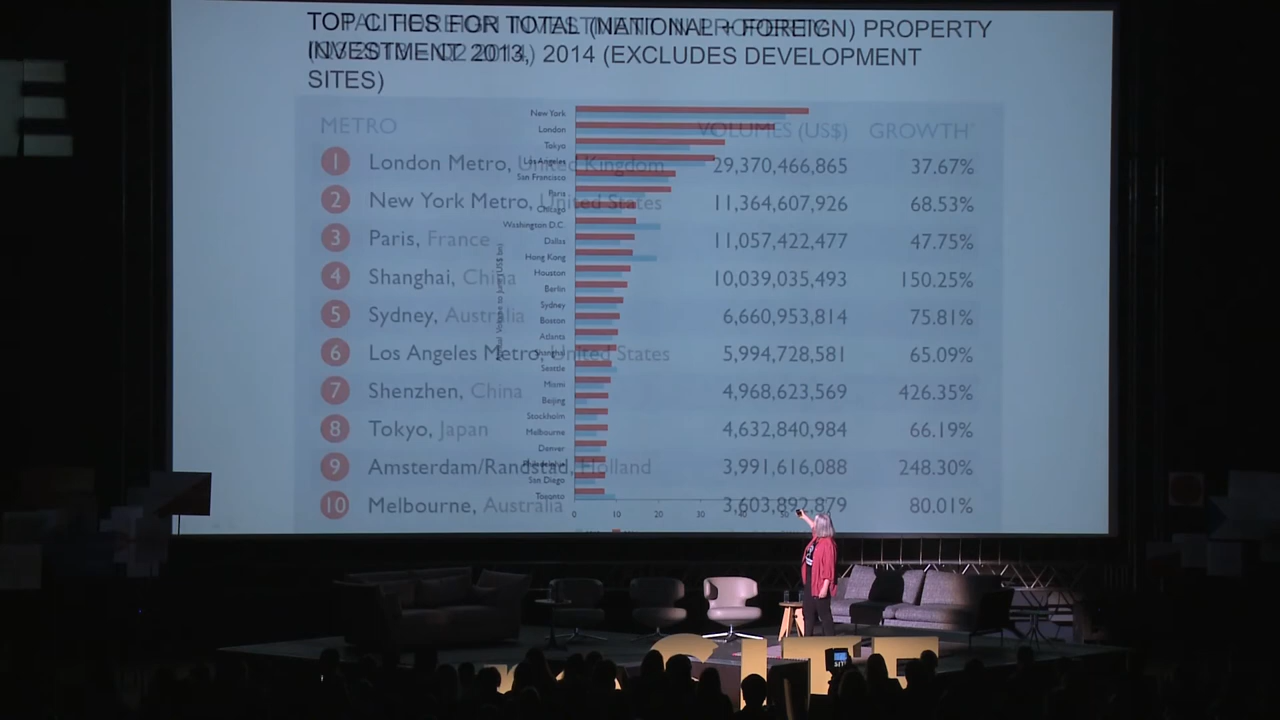 TOP CITIES FOR TOTAL (NATIONAL + FOREIGN) PROPERTY
INVESTMENT 2013, 2014 (EXCLUDES DEVELOPMENT
SITES)
METRO VOLUMES (US$) GROWTH*
1 London Metro, United Kingdom 29,370,466,865 37.67%
2 New York Metro, United States 11,364,607,926 68.53%
3 Paris, France 11,057,422,477 47.75%
4 Shanghai, China 10,039,035,493 150.25%
5 Sydney, Australia 6,660,953,814 75.81%
6 Los Angeles Metro, United States 5,994,728,581 65.09%
7 Shenzhen, China 4,968,623,569 426.35%
8 Tokyo, Japan 4,632,840,984 66.19%
9 Amsterdam/Randstad, Holland 3,991,616,088 248.30%
10 Melbourne, Australia 3,603,892,879 80.01%
New York
London
Tokyo
Los Angeles
San Francisco
Paris
Chicago
Washington D.C.
Dallas
Hong Kong
Houston
Berlin
Sydney
Boston
Atlanta
Shanghai
Seattle
Miami
Beijing
Stockholm
Melbourne
Denver
San Diego
Toronto
0 10 20 30